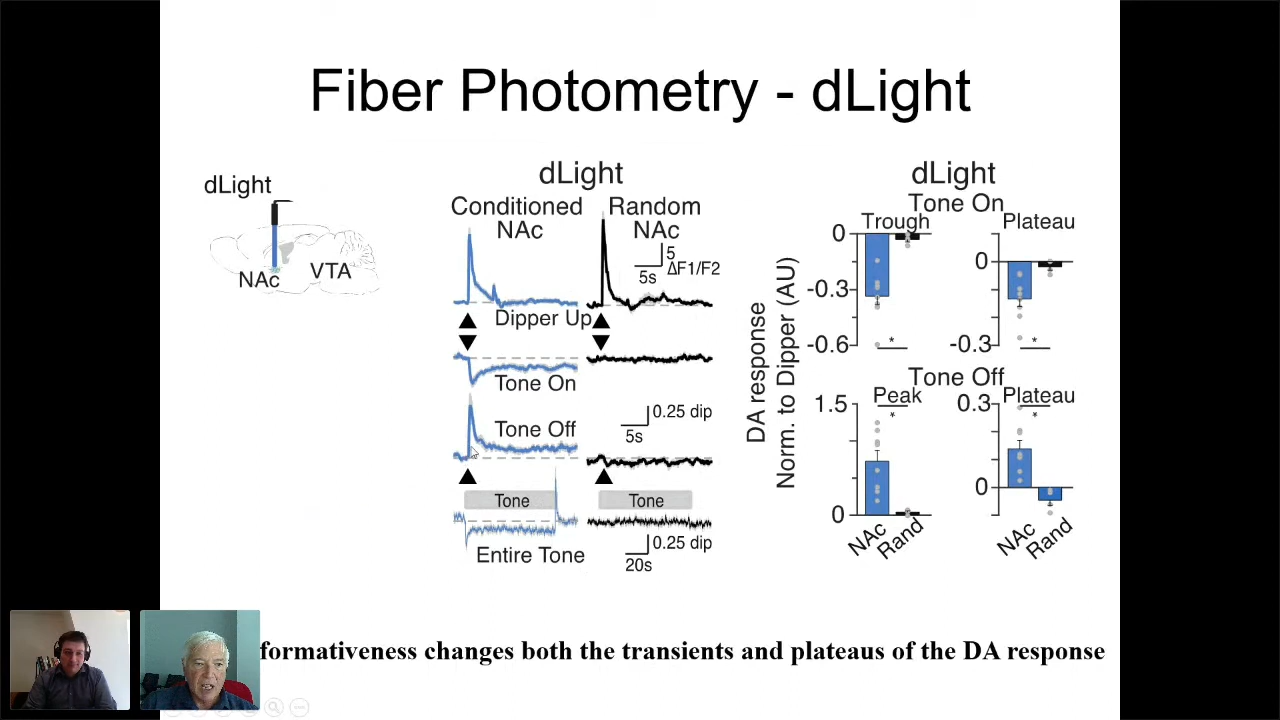 Fiber Photometry - dLight
dLight
NAc
VTA
dLight
Conditioned
NAc
Random
NAc
5
ΔF1/F2
5s
Dipper Up
Tone On
Tone Off
0.25 dip
5s
Tone
Tone
Entire Tone
0.25 dip
20s
dLight
Tone On
Trough
Plateau
0
-0.3
-0.6
*
0
-0.3
*
DA response
Norm. to Dipper (AU)
Tone Off
Peak
Plateau
1.5
0
*
0.3
0
*
NAc
Rand
NAc
Rand
formativeness changes both the transients and plateaus of the DA response